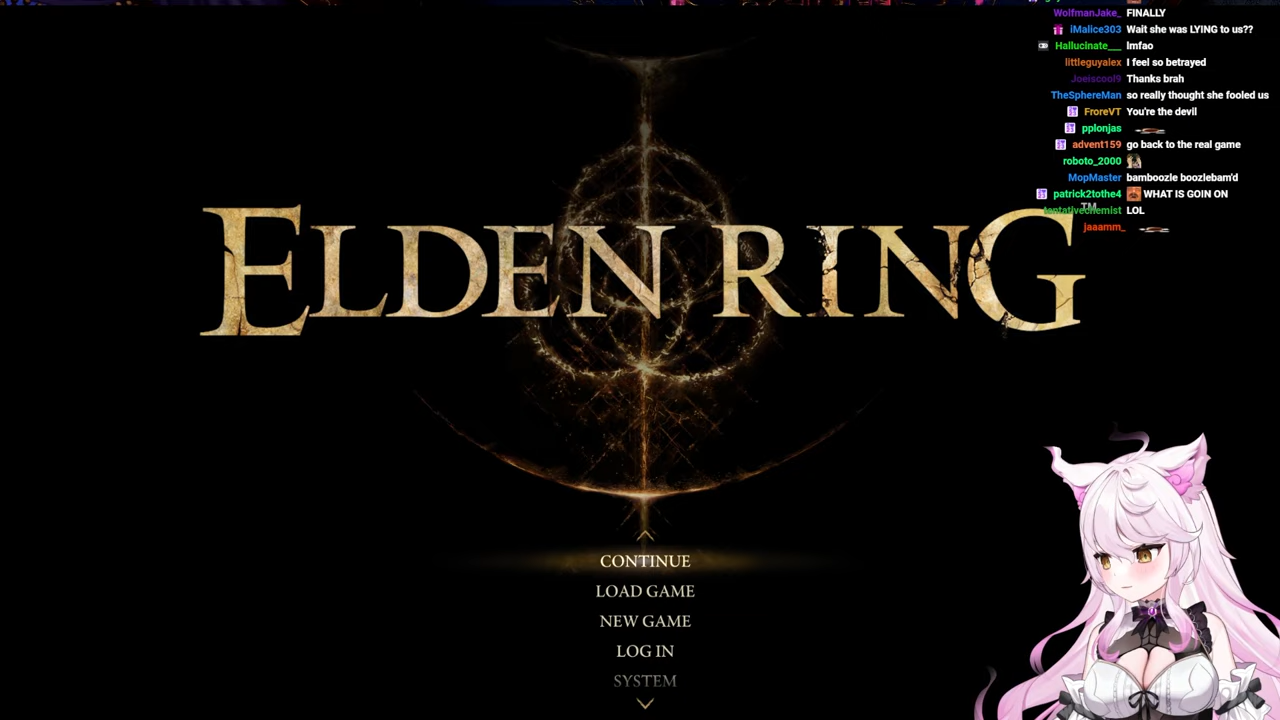 WolfmanJake_ FINALLY
iMalice303 Wait she was LYING to us??
Hallucinate___ lmfao
littleguyalex I feel so betrayed
Joeiscool9 Thanks brah
TheSphereMan so really thought she fooled us
FroreVT You're the devil
pplonjas
advent159 go back to the real game
roboto_2000
MopMaster bamboozle boozlebam'd
patrick2tothe4 WHAT IS GOIN ON
tentativechemist LOL
jaaamm_
ELDEN RING™
CONTINUE
LOAD GAME
NEW GAME
LOG IN
SYSTEM